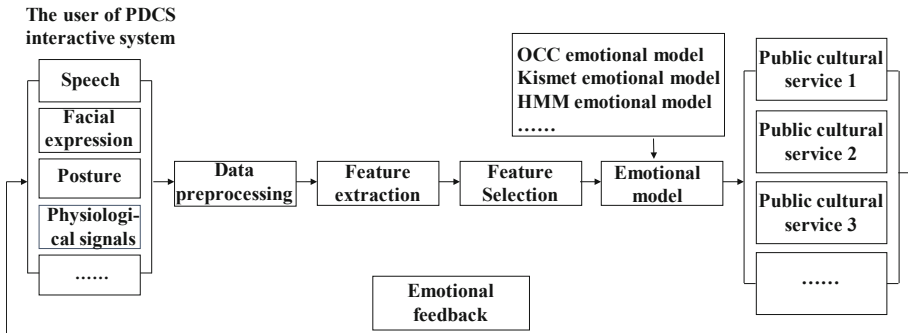 The user of PDCS
interactive system
Speech
Facial
expression
Posture
Physiologi-
cal signals
......
Data
preprocessing
Feature
extraction
Feature
Selection
OCC emotional model
Kismet emotional model
HMM emotional model
......
Emotional
model
Public cultural
service 1
Public cultural
service 2
Public cultural
service 3
......
Emotional
feedback